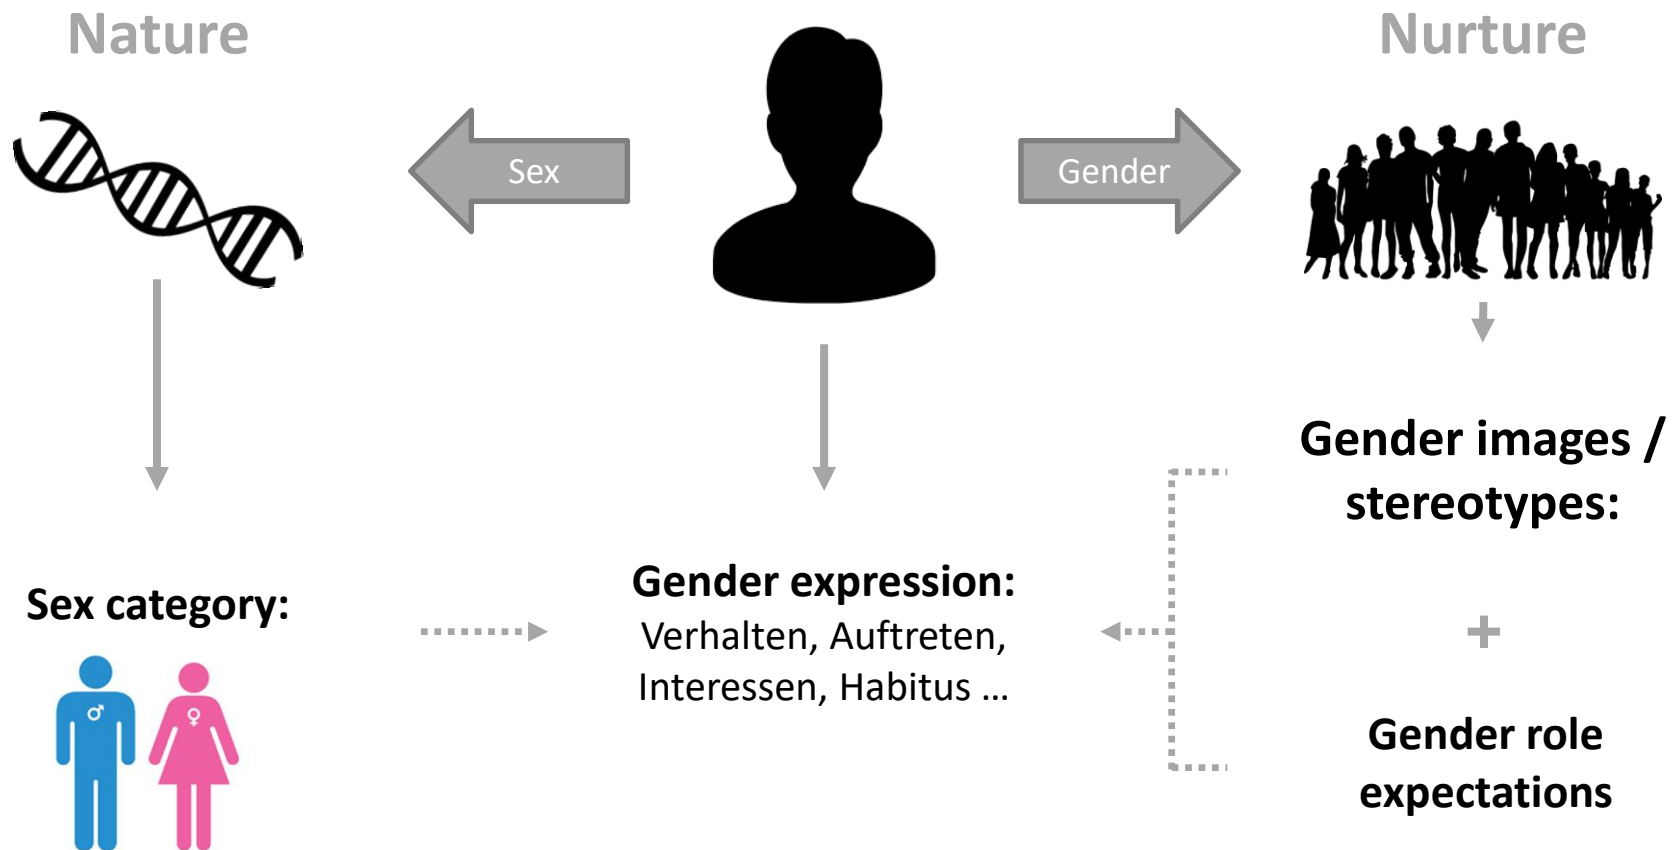 Nature
Nurture
Sex
Gender
Gender images /
stereotypes:
Gender expression:
Verhalten, Auftreten,
Interessen, Habitus ...
Sex category:
+
Gender role
expectations
♂ ♀